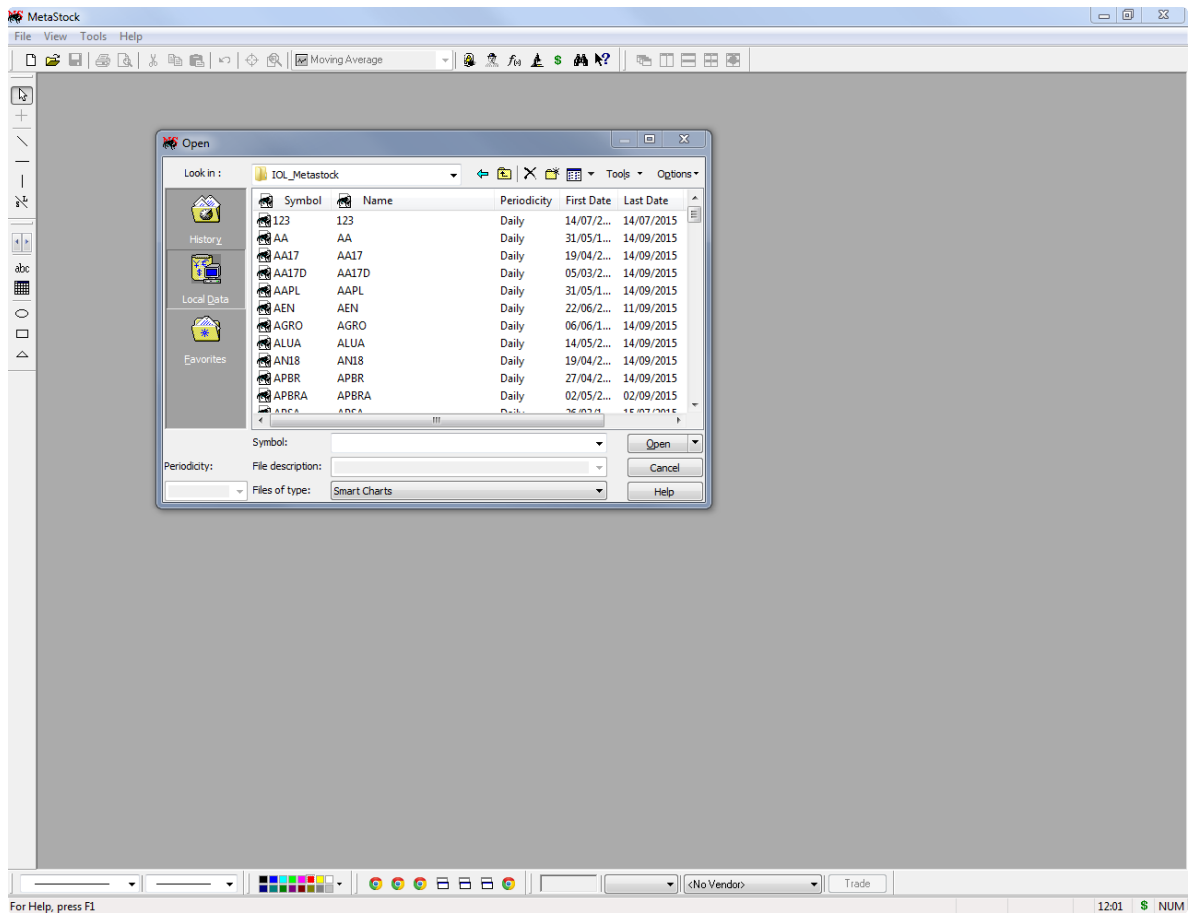 MetaStock
File View Tools Help
Moving Average
Open
Look in : IOL_Metastock Tools Options
Symbol Name Periodicity First Date Last Date
123 123 Daily 14/07/2... 14/07/2015
AA AA Daily 31/05/1... 14/09/2015
AA17 AA17 Daily 19/04/2... 14/09/2015
AA17D AA17D Daily 05/03/2... 14/09/2015
AAPL AAPL Daily 31/05/1... 14/09/2015
AEN AEN Daily 22/06/2... 11/09/2015
AGRO AGRO Daily 06/06/1... 14/09/2015
ALUA ALUA Daily 14/05/2... 14/09/2015
AN18 AN18 Daily 19/04/2... 14/09/2015
APBR APBR Daily 27/04/2... 14/09/2015
APBRA APBRA Daily 02/05/2... 02/09/2015
History
Local Data
Favorites
Symbol: Open
Periodicity: File description: Cancel
Files of type: Smart Charts Help
abc
<No Vendor> Trade
For Help, press F1 12:01 $ NUM